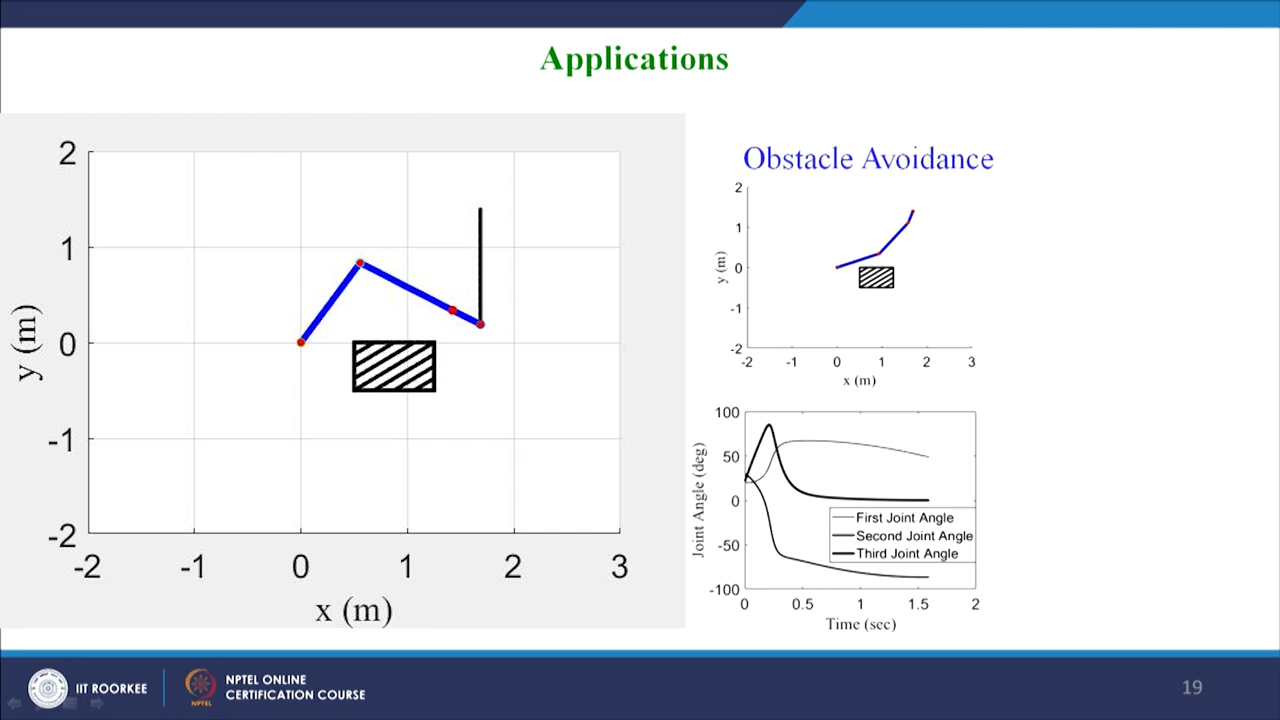 Applications
2
1
0
-1
-2
y (m)
-2 -1 0 1 2 3
x (m)
Obstacle Avoidance
2
1
0
-1
-2
y (m)
-2 -1 0 1 2 3
x (m)
100
50
0
-50
-100
Joint Angle (deg)
First Joint Angle
Second Joint Angle
Third Joint Angle
0 0.5 1 1.5 2
Time (sec)
IIT ROORKEE
NPTEL
NPTEL ONLINE
CERTIFICATION COURSE
19